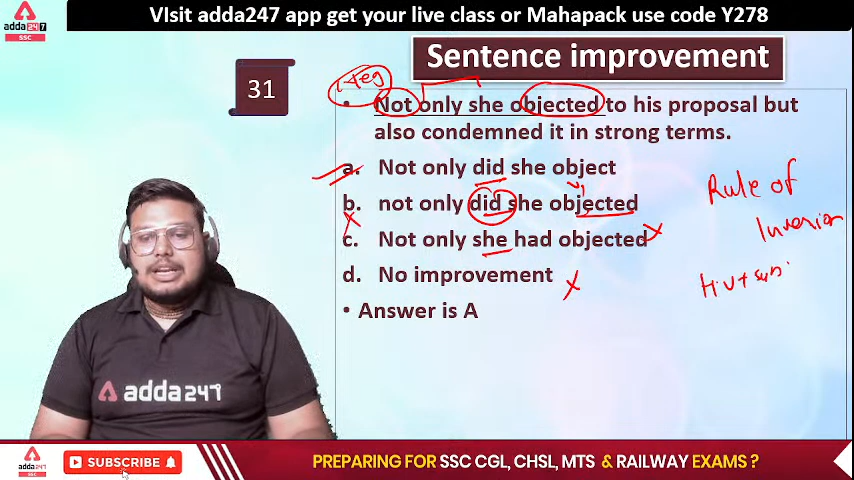 VIsit adda247 app get your live class or Mahapack use code Y278
adda247
SSC
Sentence improvement
31
+eg
• Not only she objected to his proposal but
also condemned it in strong terms.
a. Not only did she object
b. not only did she objected
c. Not only she had objected
d. No improvement
• Answer is A
Rule of
Inversion
H.V + sub
adda247
adda247
SSC
SUBSCRIBE
PREPARING FOR SSC CGL, CHSL, MTS & RAILWAY EXAMS ?